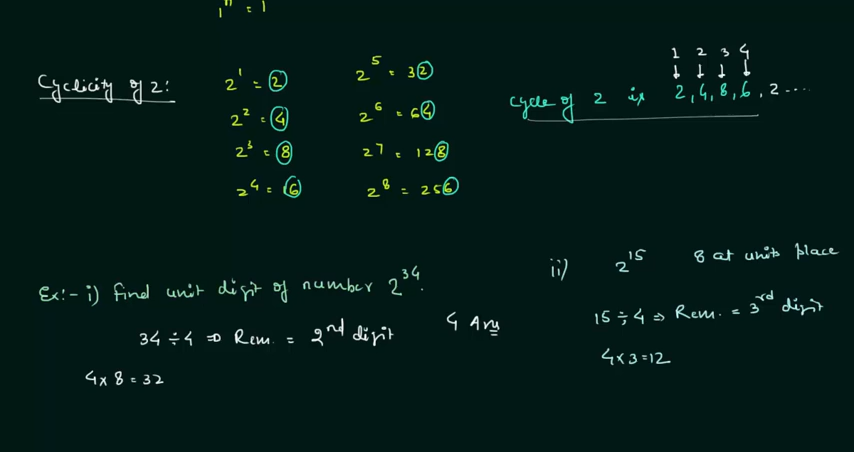 1ⁿ = 1
Cyclicity of 2:
2¹ = 2
2² = 4
2³ = 8
2⁴ = 16
2⁵ = 32
2⁶ = 64
2⁷ = 128
2⁸ = 256
1 2 3 4
↓ ↓ ↓ ↓
cycle of 2 is 2, 4, 8, 6, 2 ....
Ex:- i) find unit digit of number 2³⁴.
34 ÷ 4 ⇒ Rem. = 2nd digit 4 Ans
4 x 8 = 32
ii) 2¹⁵ 8 at units place
15 ÷ 4 ⇒ Rem. = 3rd digit
4 x 3 = 12